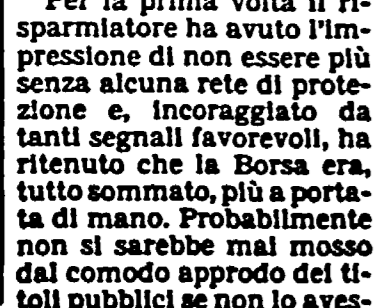 Per la prima volta il ri-
sparmiatore ha avuto l'im-
pressione di non essere più
senza alcuna rete di prote-
zione e, incoraggiato da
tanti segnali favorevoli, ha
ritenuto che la Borsa era,
tutto sommato, più a porta-
ta di mano. Probabilmente
non si sarebbe mai mosso
dal comodo approdo dei ti-
toli pubblici se non lo aves-